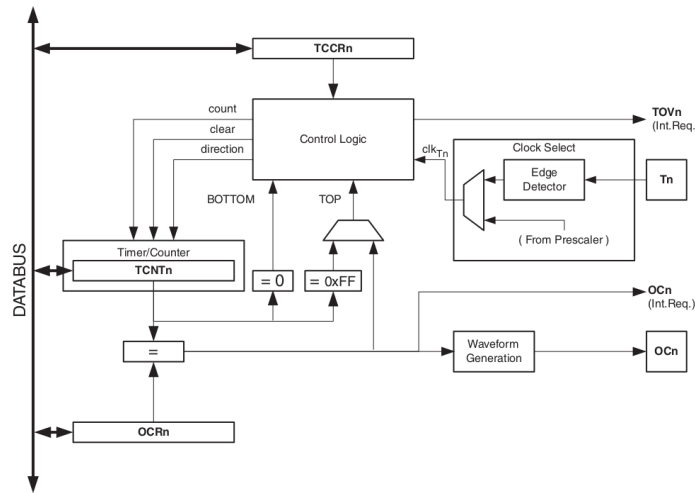 TCCRn
count
clear
direction
Control Logic
TOVn
(Int.Req.
clkTn
Clock Select
Edge
Detector
Tn
( From Prescaler )
BOTTOM
TOP
Timer/Counter
TCNTn
= 0
= 0xFF
DATABUS
OCn
(Int.Req.)
=
Waveform
Generation
OCn
OCRn